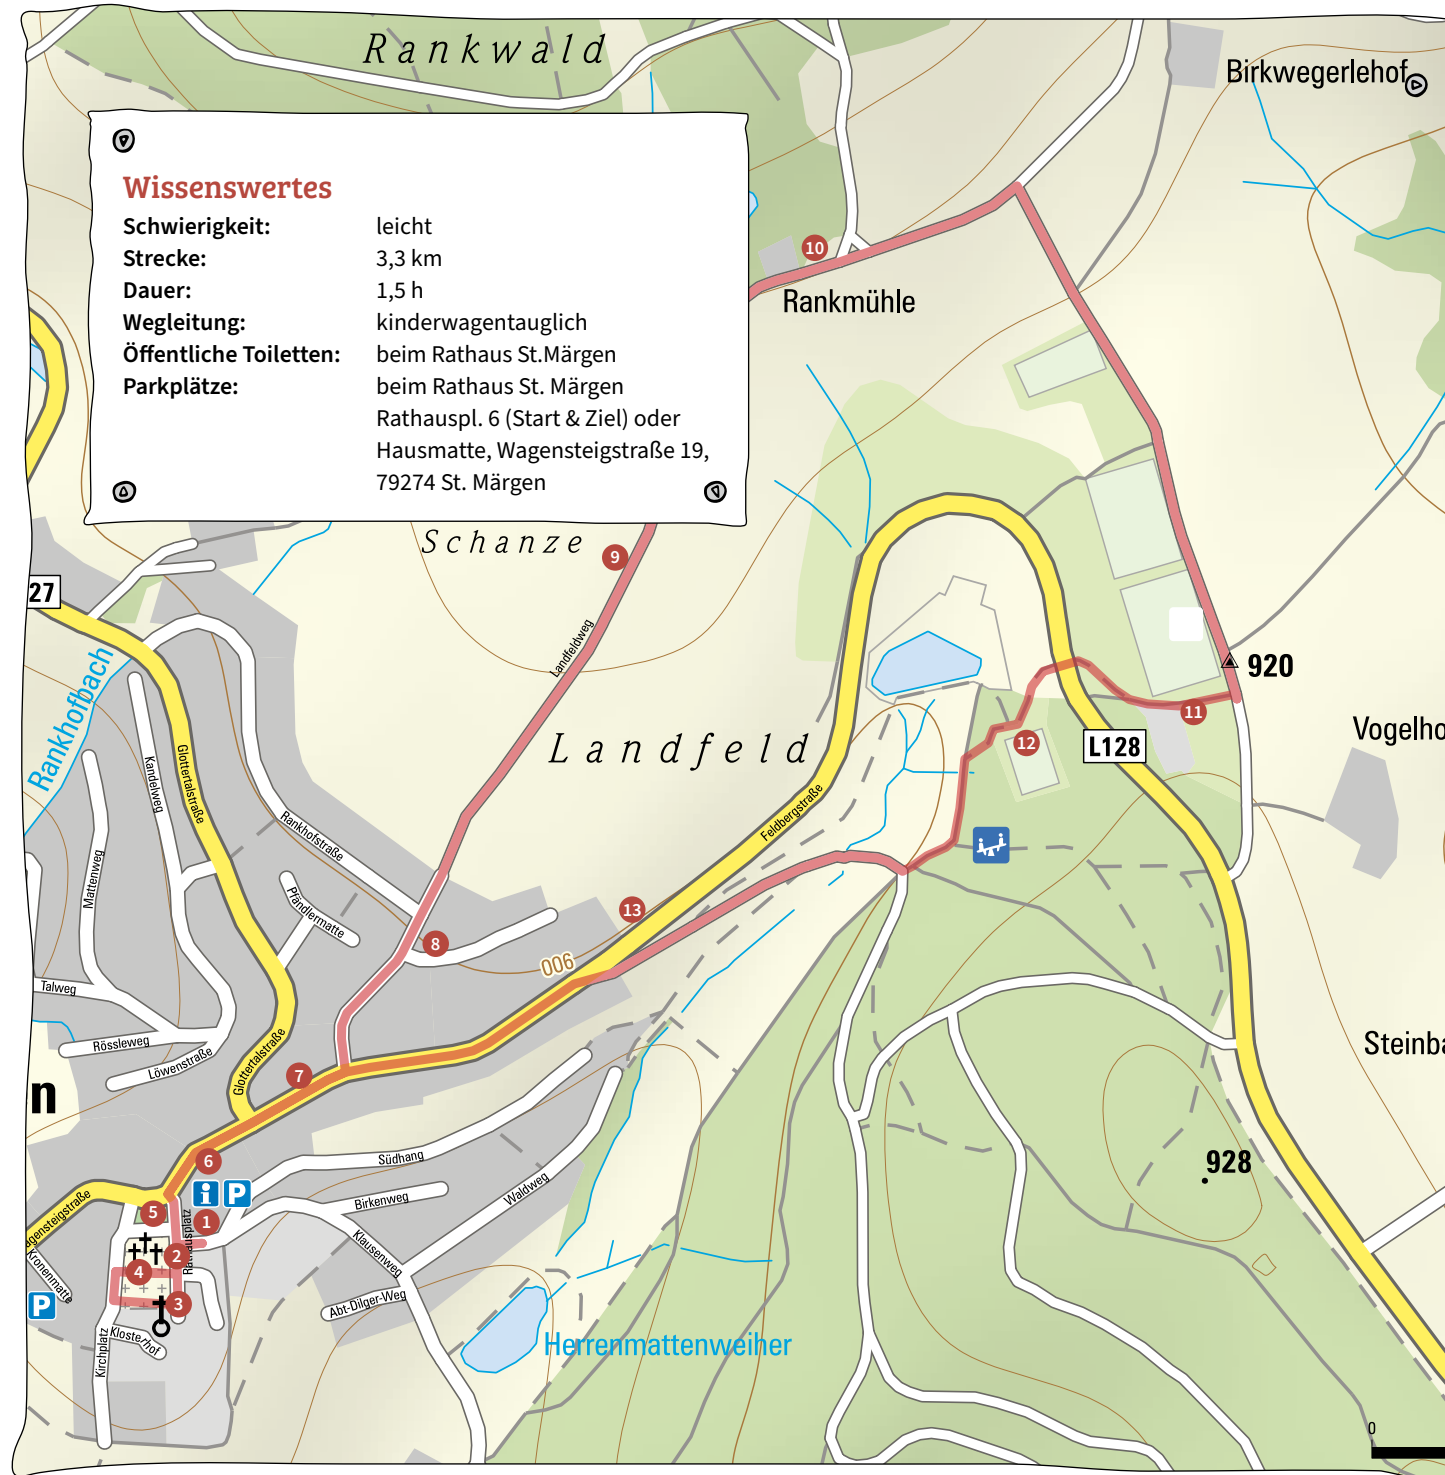 Rankwald
Birkwegerlehof
Wissenswertes
Schwierigkeit: leicht
Strecke: 3,3 km
Dauer: 1,5 h
Wegleitung: kinderwagentauglich
Öffentliche Toiletten: beim Rathaus St.Märgen
Parkplätze: beim Rathaus St. Märgen
Rathauspl. 6 (Start & Ziel) oder
Hausmatte, Wagensteigstraße 19,
79274 St. Märgen
10
Rankmühle
Schanze
9
27
Landfeldweg
Rankhofbach
920
11
Vogelho
12
L128
Landfeld
Glottertalstraße
Kandelweg
Feldbergstraße
Rankhofstraße
Mattenweg
Pfändlermatte
13
8
900
Talweg
Rössleweg
Löwenstraße
Glottertalstraße
Steinba
7
n
6
Südhang
928
i P
Birkenweg
Waldweg
5
1
Rathausplatz
agensteigstraße
2
Klausenweg
Kronenmatte
4
3
P
Abt-Dilger-Weg
Klosterhof
Kirchplatz
Herrenmattenweiher
0